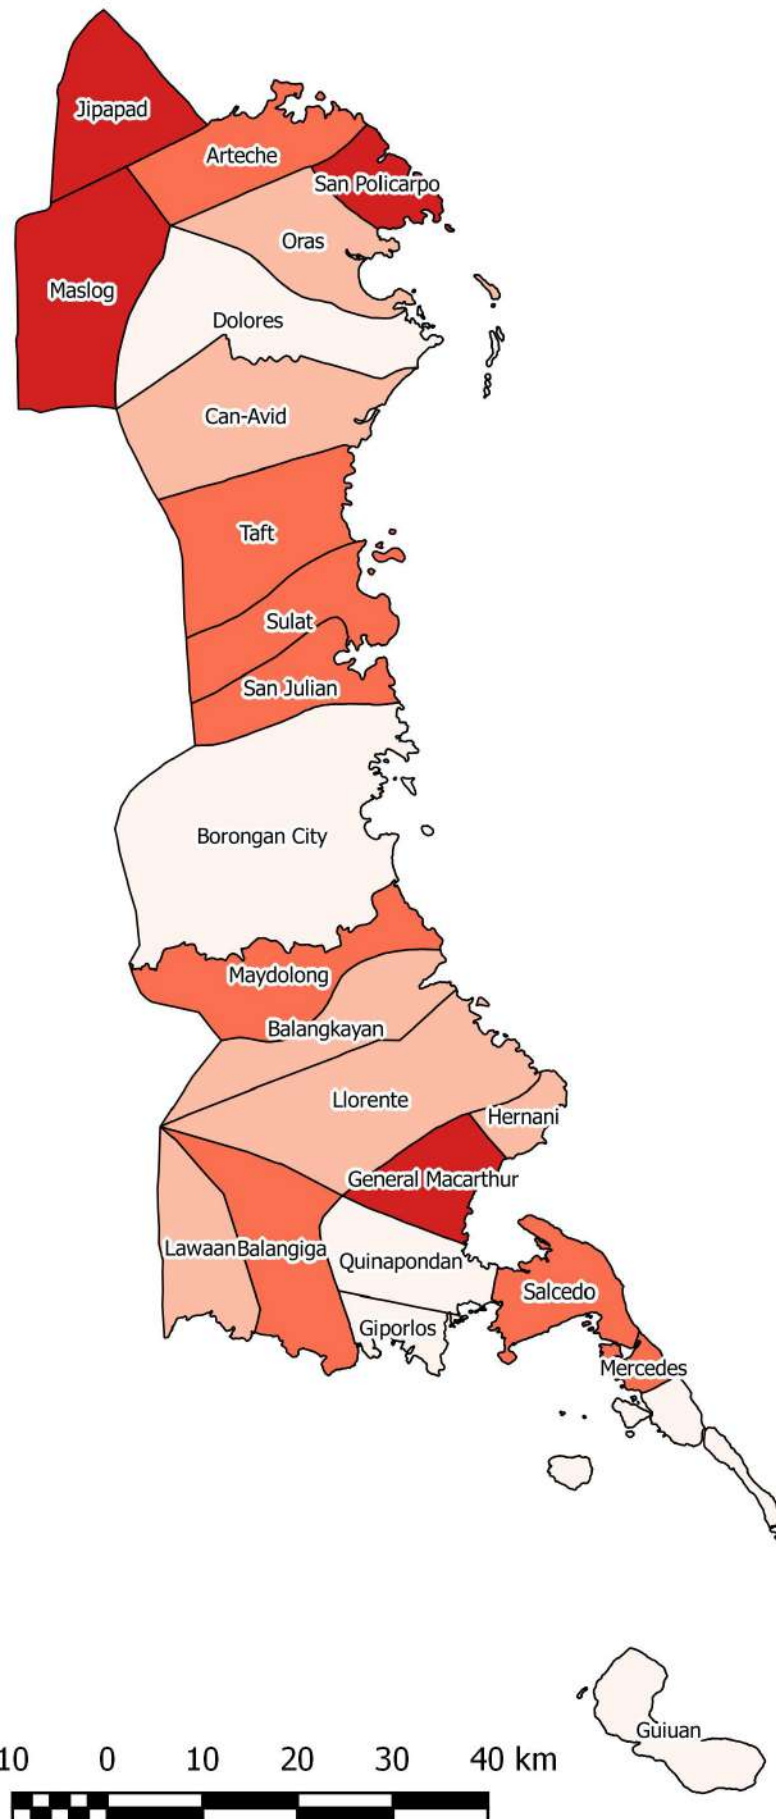 Jipapad
Arteche
San Policarpo
Oras
Maslog
Dolores
Can-Avid
Taft
Sulat
San Julian
Borongan City
Maydolong
Balangkayan
Llorente
Hernani
General Macarthur
Lawaan
Balangiga
Quinapondan
Salcedo
Giporlos
Mercedes
Guiuan
10 0 10 20 30 40 km